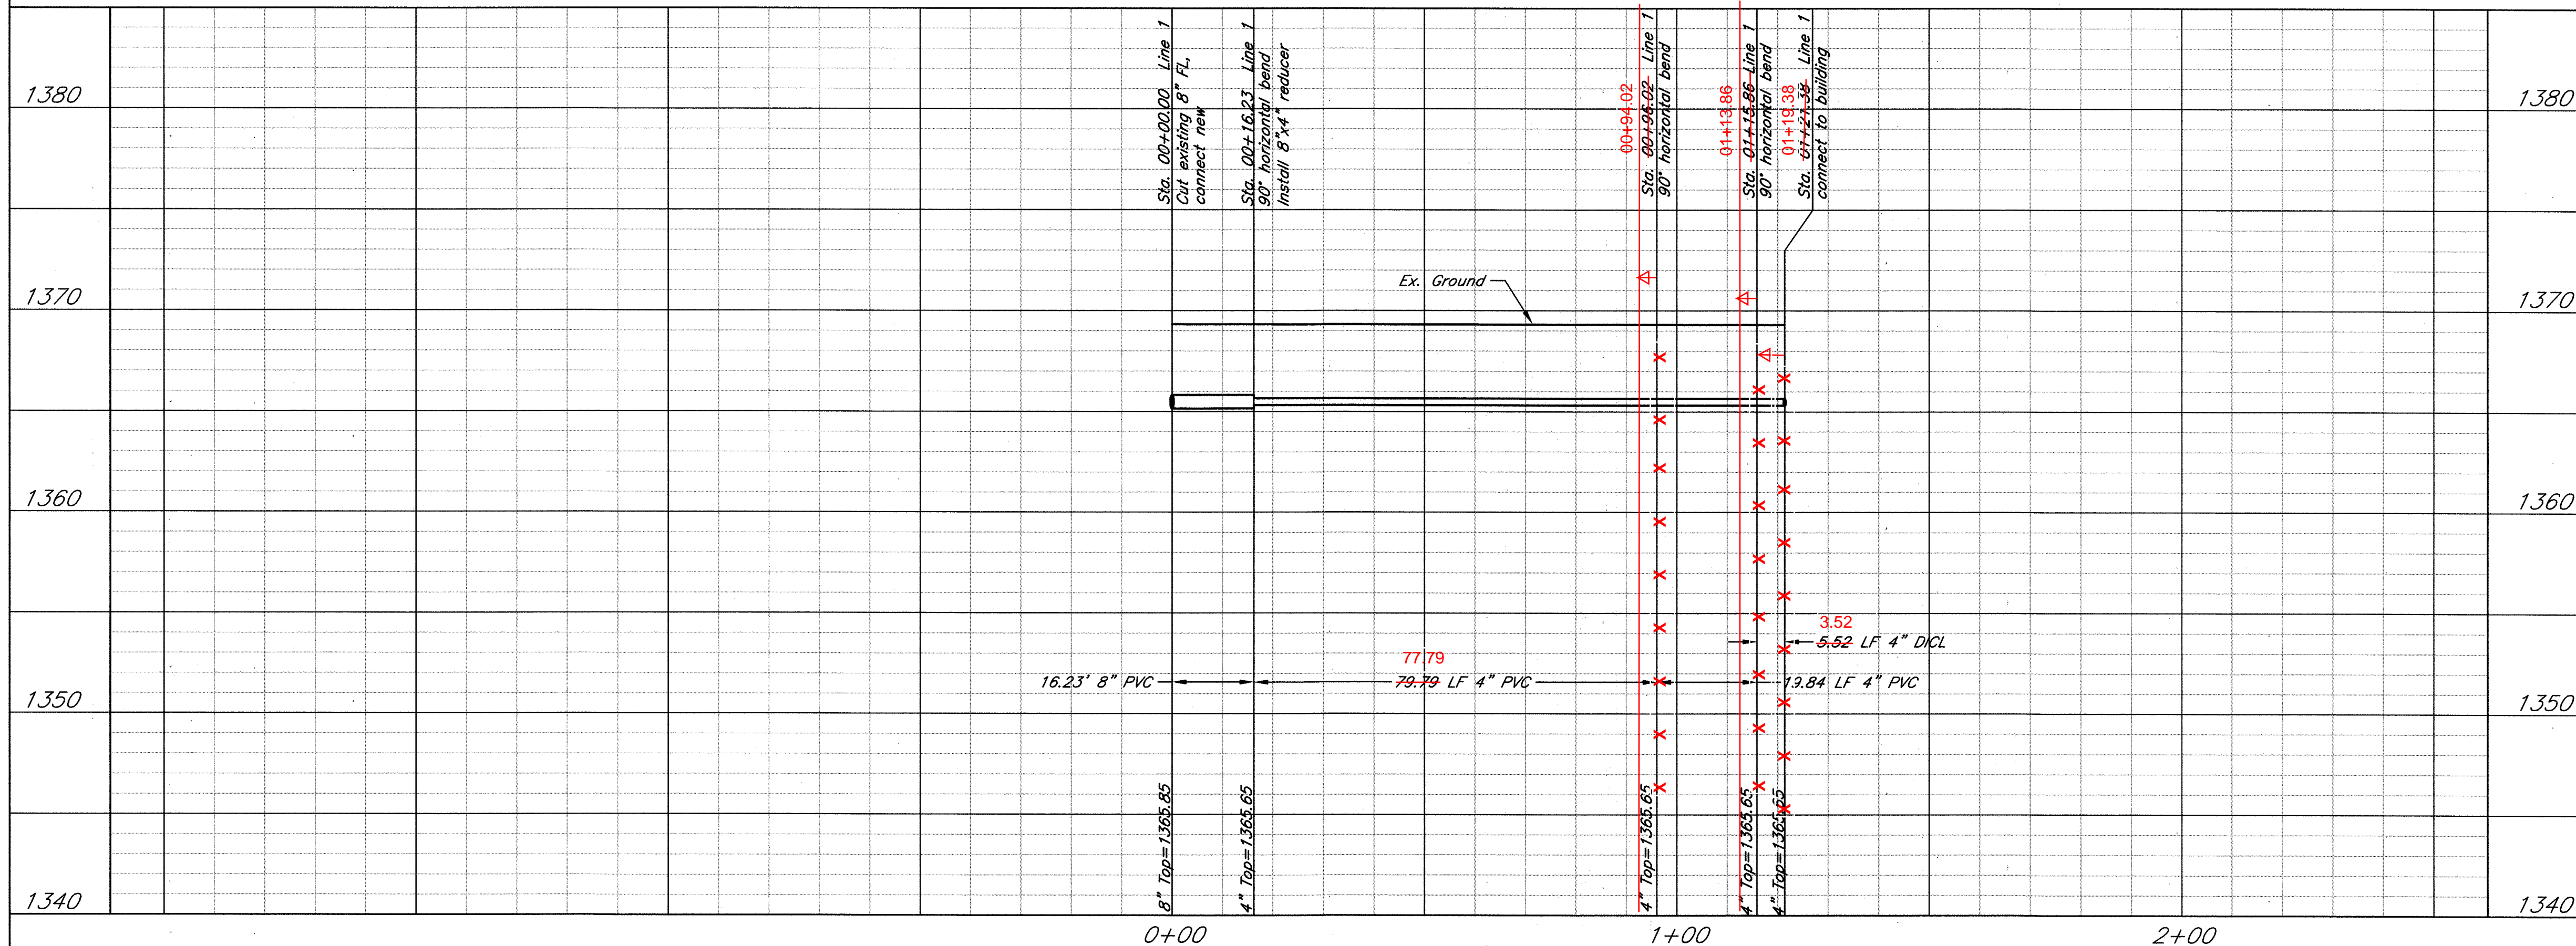 Sta. 00+00.00 Line 1
Cut existing 8" FL,
connect new
Sta. 00+16.23 Line 1
90° horizontal bend
Install 8"x4" reducer
00+94.02
Sta. 00+96.02 Line 1
90° horizontal bend
01+13.86
Sta. 01+15.86 Line 1
90° horizontal bend
01+19.38
Sta. 01+21.38 Line 1
connect to building
1380
1380
1370
1370
Ex. Ground
1360
1360
3.52
5.52 LF 4" DICL
77.79
16.23' 8" PVC
79.79 LF 4" PVC
19.84 LF 4" PVC
1350
1350
8" Top=1365.85
4" Top=1365.65
4" Top=1365.65
4" Top=1365.65
4" Top=1365.65
1340
1340
0+00
1+00
2+00